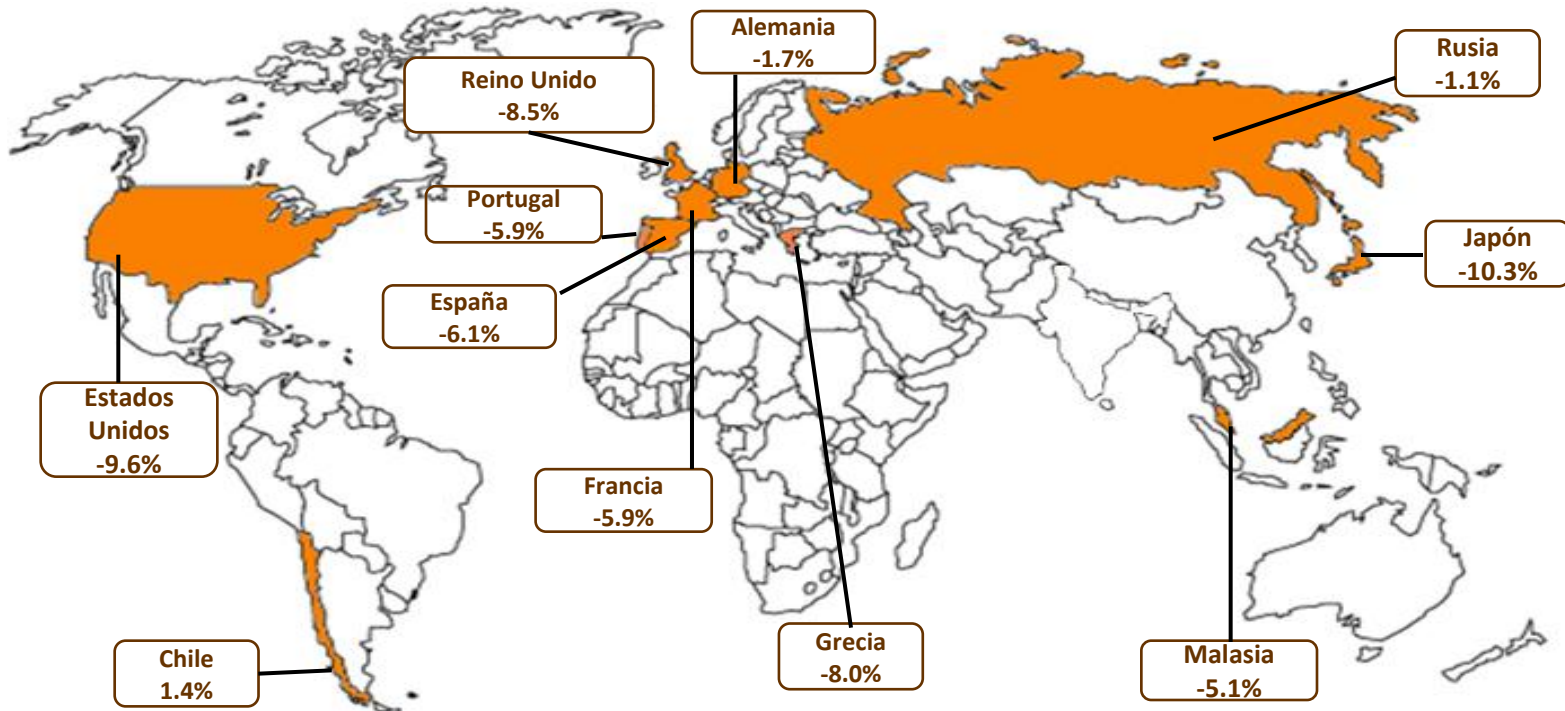 Alemania
-1.7%
Reino Unido
-8.5%
Rusia
-1.1%
Portugal
-5.9%
Japón
-10.3%
España
-6.1%
Estados
Unidos
-9.6%
Francia
-5.9%
Grecia
-8.0%
Chile
1.4%
Malasia
-5.1%